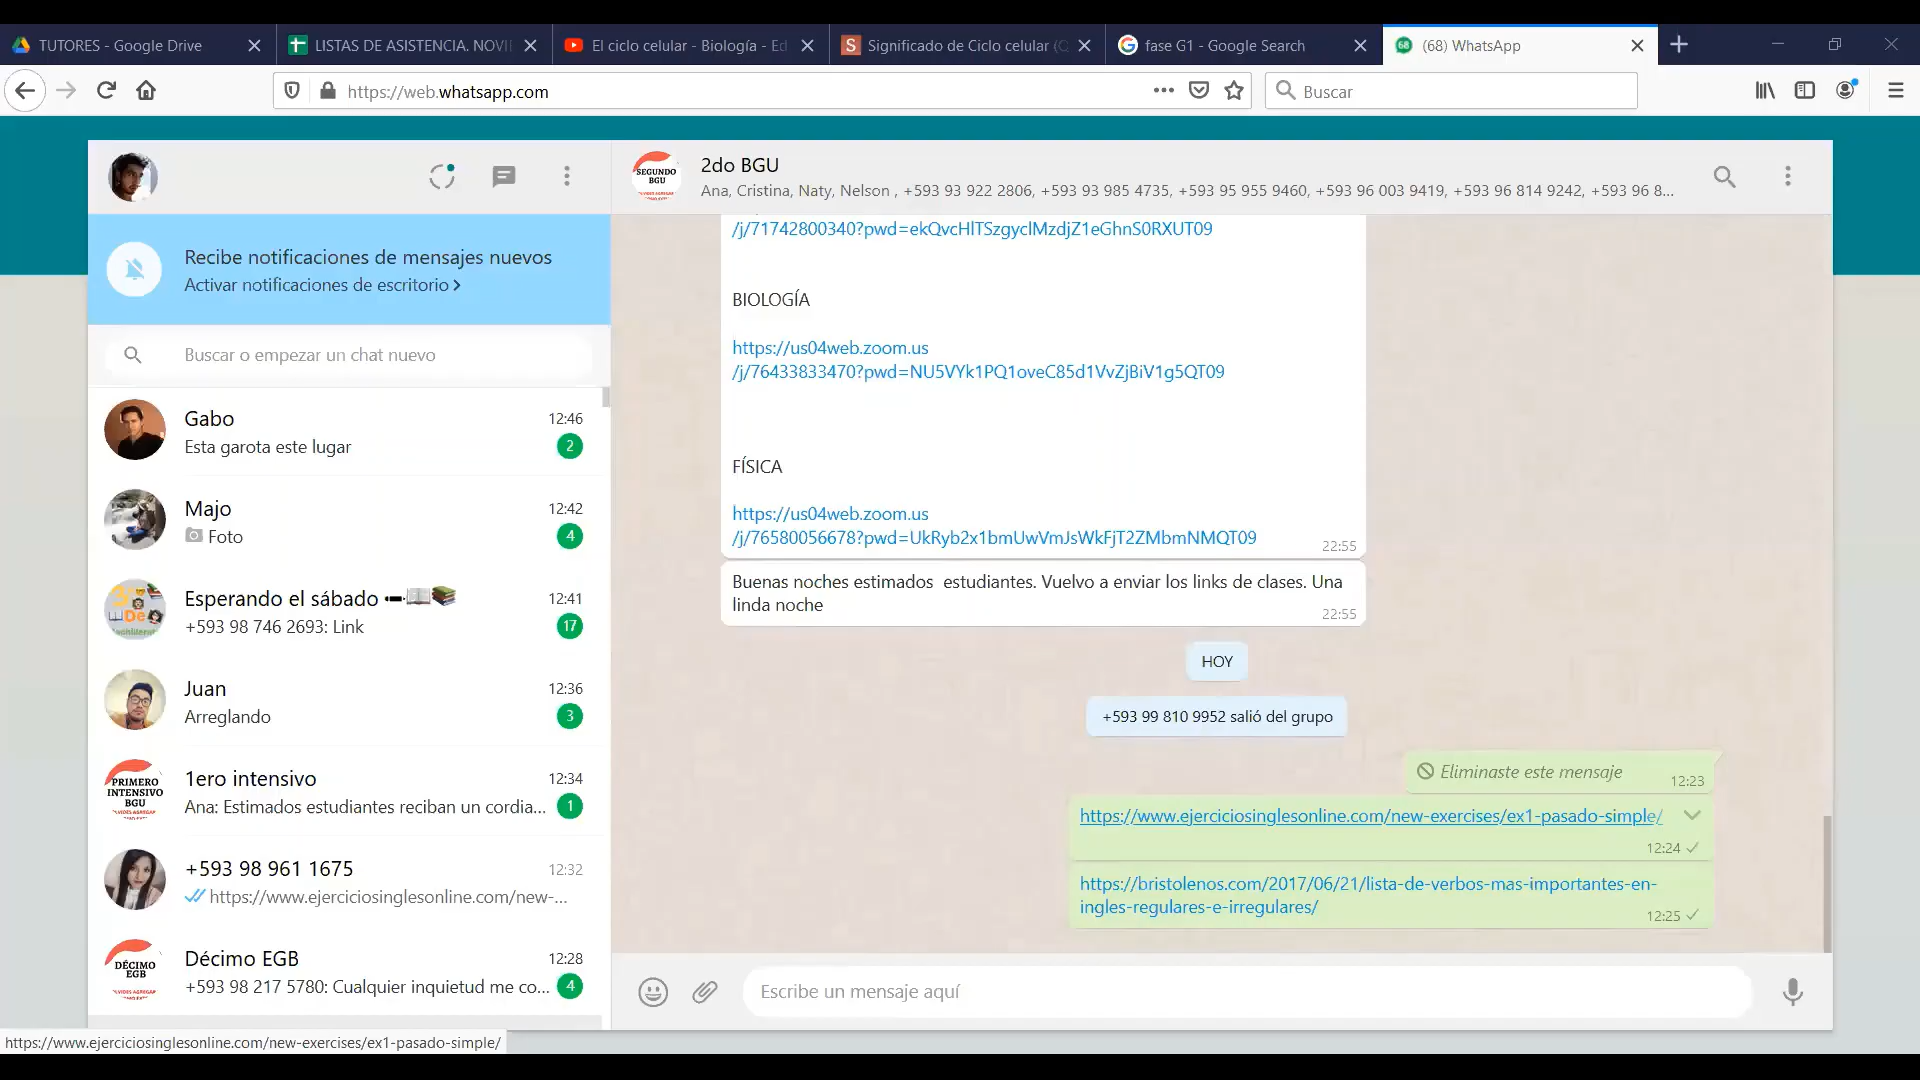 TUTORES - Google Drive
LISTAS DE ASISTENCIA. NOVI
El ciclo celular - Biología - Ed
Significado de Ciclo celular (Q
fase G1 - Google Search
(68) WhatsApp
https://web.whatsapp.com
Buscar
2do BGU
Ana, Cristina, Naty, Nelson , +593 93 922 2806, +593 93 985 4735, +593 95 955 9460, +593 96 003 9419, +593 96 814 9242, +593 96 8...
SEGUNDO
BGU
Recibe notificaciones de mensajes nuevos
Activar notificaciones de escritorio
Buscar o empezar un chat nuevo
Gabo
12:46
Esta garota este lugar
2
Majo
12:42
Foto
4
Esperando el sábado
12:41
+593 98 746 2693: Link
17
Juan
12:36
Arreglando
3
PRIMERO
INTENSIVO
BGU
1ero intensivo
12:34
Ana: Estimados estudiantes reciban un cordia...
1
+593 98 961 1675
12:32
https://www.ejerciciosinglesonline.com/new-...
DÉCIMO
EGB
Décimo EGB
12:28
+593 98 217 5780: Cualquier inquietud me co...
4
/j/71742800340?pwd=ekQvcHlTSzgyclMzdjZ1eGhnS0RXUT09
BIOLOGÍA
https://us04web.zoom.us
/j/76433833470?pwd=NU5VYk1PQ1oveC85d1VvZjBiV1g5QT09
FÍSICA
https://us04web.zoom.us
/j/76580056678?pwd=UkRyb2x1bmUwVmJsWkFjT2ZMbmNMQT09
22:55
Buenas noches estimados estudiantes. Vuelvo a enviar los links de clases. Una
linda noche
22:55
HOY
+593 99 810 9952 salió del grupo
Eliminaste este mensaje
12:23
https://www.ejerciciosinglesonline.com/new-exercises/ex1-pasado-simple/
12:24
https://bristolenos.com/2017/06/21/lista-de-verbos-mas-importantes-en-
ingles-regulares-e-irregulares/
12:25
Escribe un mensaje aquí
https://www.ejerciciosinglesonline.com/new-exercises/ex1-pasado-simple/